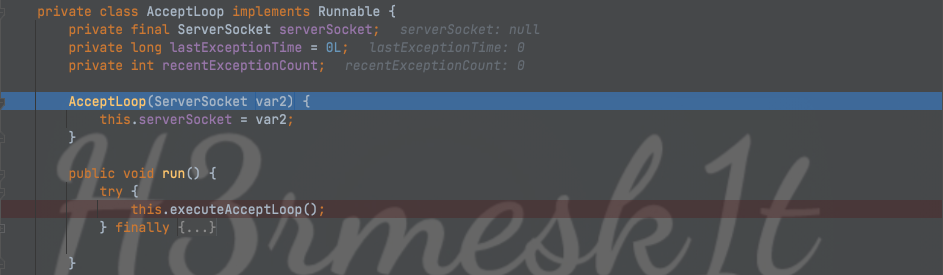 private class AcceptLoop implements Runnable {
private final ServerSocket serverSocket; serverSocket: null
private long lastExceptionTime = 0L; lastExceptionTime: 0
private int recentExceptionCount; recentExceptionCount: 0
AcceptLoop(ServerSocket var2) {
this.serverSocket = var2;
}
public void run() {
try {
this.executeAcceptLoop();
} finally {...}
}
H3rmesk1t